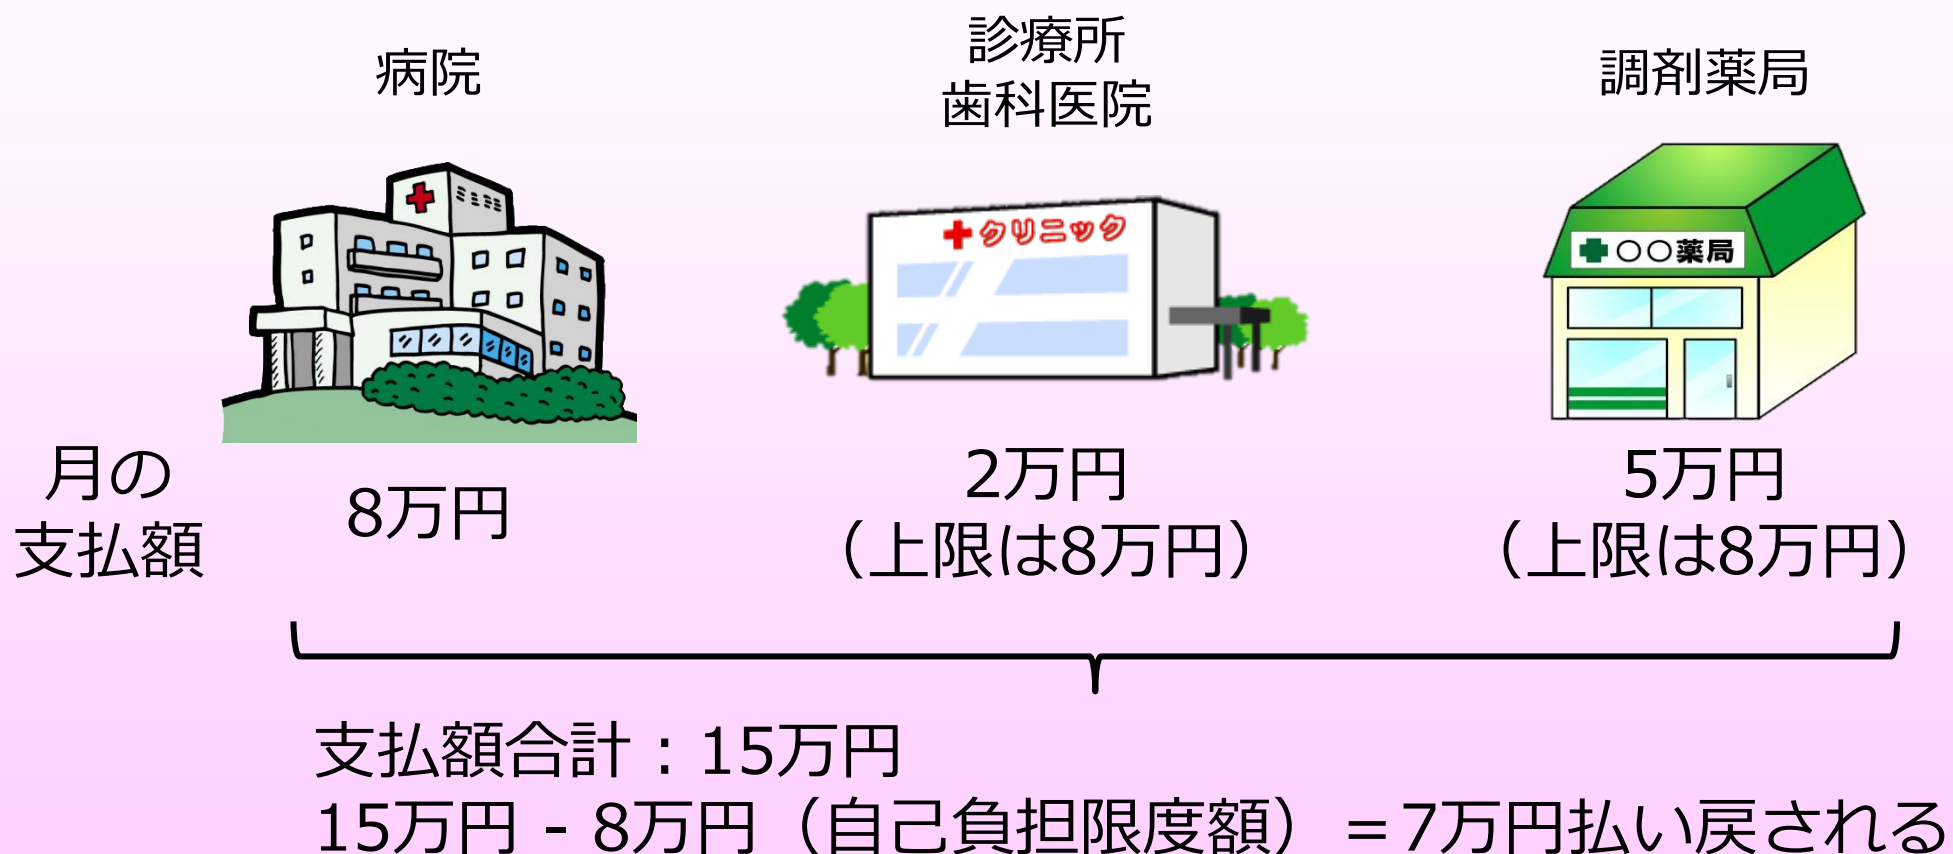 病院
診療所
歯科医院
調剤薬局
クリニック
〇〇薬局
月の
支払額
8万円
2万円
（上限は8万円）
5万円
（上限は8万円）
支払額合計：15万円
15万円 - 8万円（自己負担限度額）＝7万円払い戻される